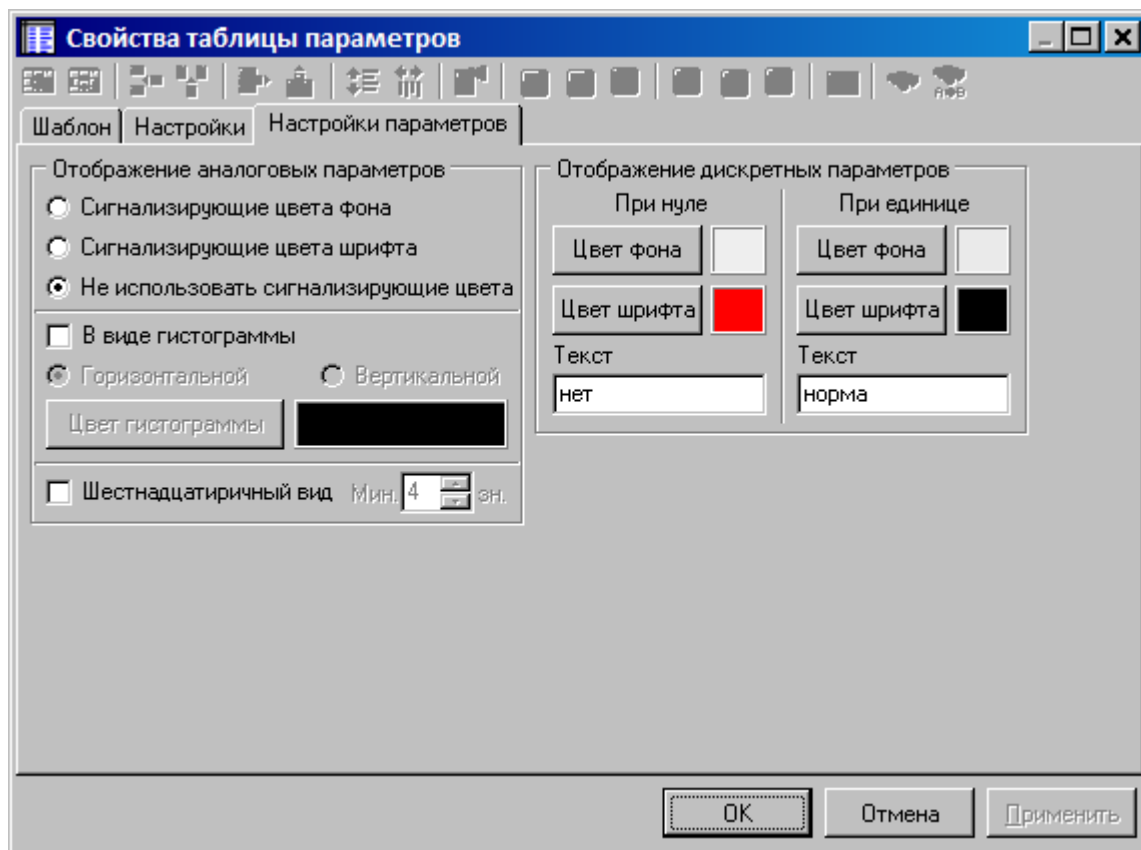 Свойства таблицы параметров
А B
Шаблон Настройки Настройки параметров
Отображение аналоговых параметров
Сигнализирующие цвета фона
Сигнализирующие цвета шрифта
Не использовать сигнализирующие цвета
В виде гистограммы
Горизонтальной Вертикальной
Цвет гистограммы
Шестнадцатиричный вид Мин. 4 зн.
Отображение дискретных параметров
При нуле При единице
Цвет фона Цвет фона
Цвет шрифта Цвет шрифта
Текст Текст
нет норма
OK Отмена Применить